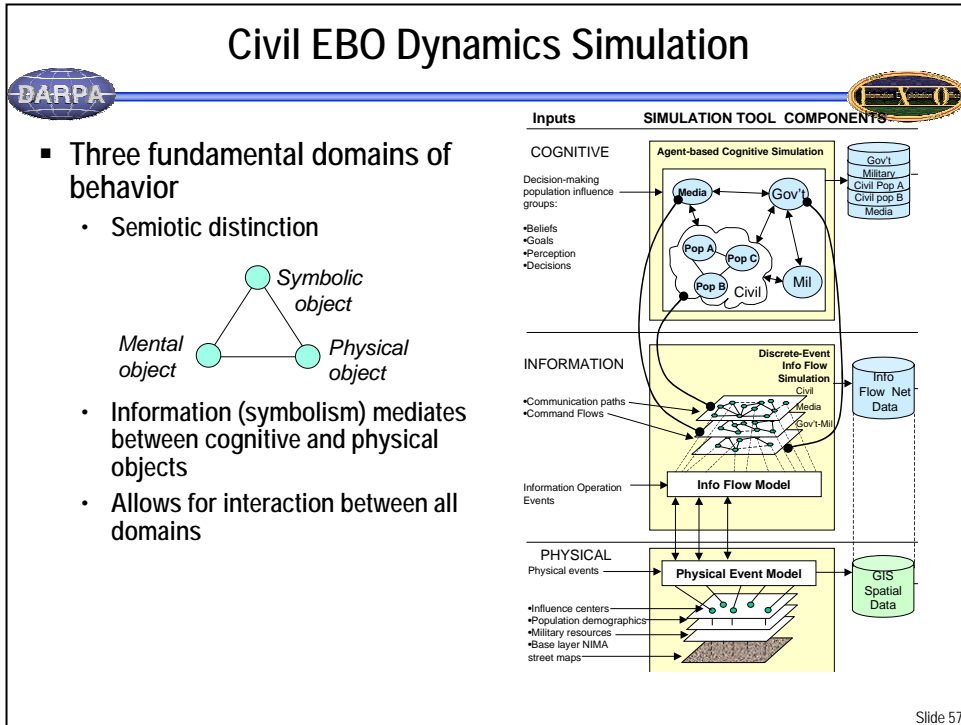 Civil EBO Dynamics Simulation
DARPA
Information Exploitation Office
I X O
▪ Three fundamental domains of
behavior
• Semiotic distinction
Symbolic
object
Mental
object
Physical
object
• Information (symbolism) mediates
between cognitive and physical
objects
• Allows for interaction between all
domains
Inputs
SIMULATION TOOL COMPONENTS
COGNITIVE
Decision-making
population influence
groups:
•Beliefs
•Goals
•Perception
•Decisions
Agent-based Cognitive Simulation
Media
Gov't
Pop A
Pop C
Pop B
Civil
Mil
Gov't
Military
Civil Pop A
Civil pop B
Media
INFORMATION
•Communication paths
•Command Flows
Information Operation
Events
Discrete-Event
Info Flow
Simulation
Civil
Media
Gov't-Mil
Info Flow Model
Info
Flow Net
Data
PHYSICAL
Physical events
Physical Event Model
•Influence centers
•Population demographics
•Military resources
•Base layer NIMA
street maps
GIS
Spatial
Data
Slide 57